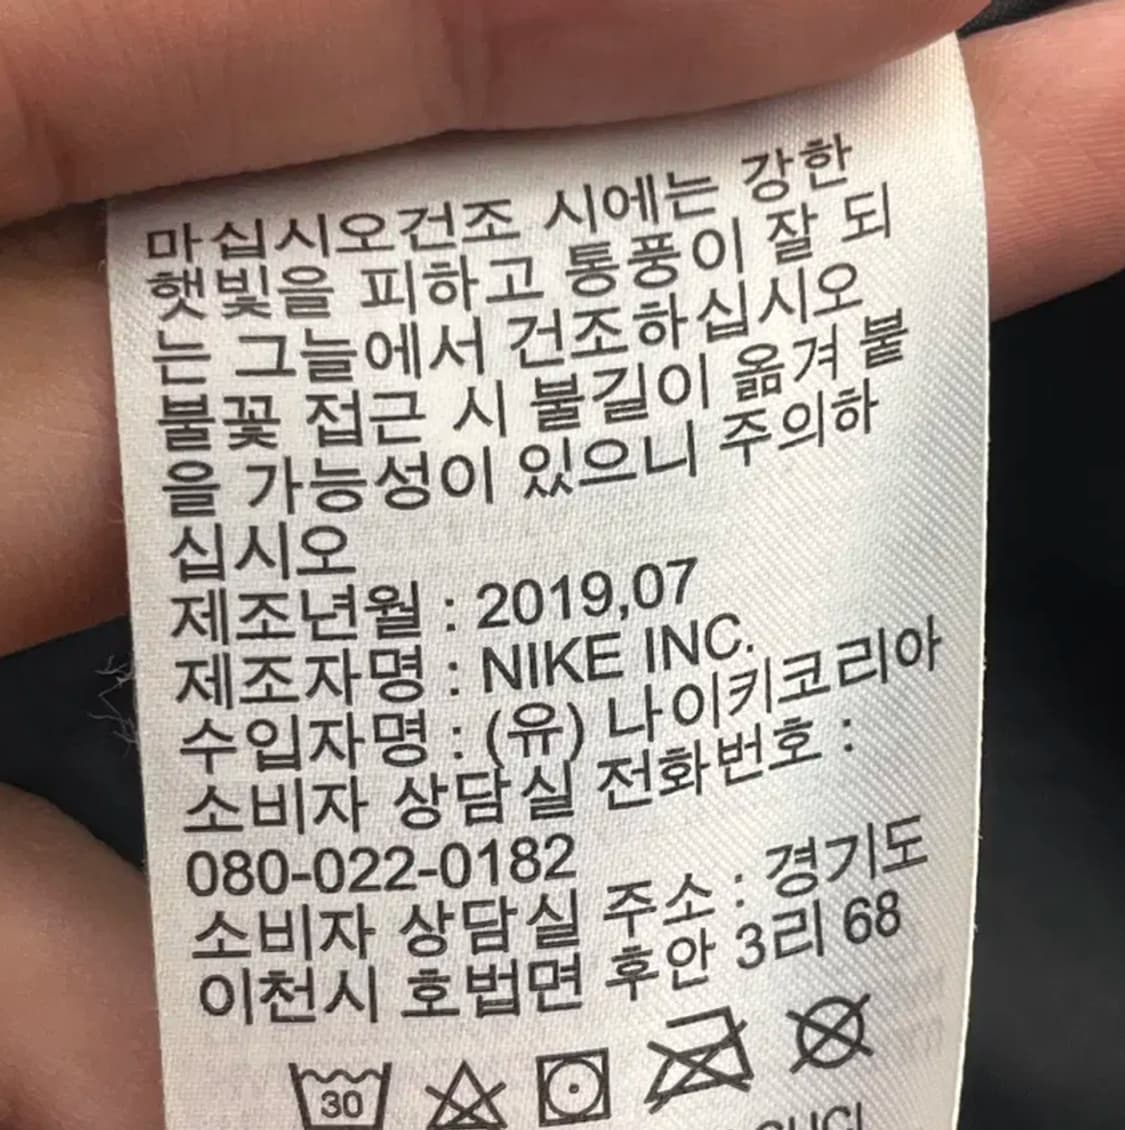 마십시오건조 시에는 강한
햇빛을 피하고 통풍이 잘 되
는 그늘에서 건조하십시오
불꽃 접근 시 불길이 옮겨 붙
을 가능성이 있으니 주의하
십시오
제조년월 : 2019,07
제조자명 : NIKE INC.
수입자명 : (유) 나이키코리아
소비자 상담실 전화번호 :
080-022-0182
소비자 상담실 주소 : 경기도
이천시 호법면 후안 3리 68
30